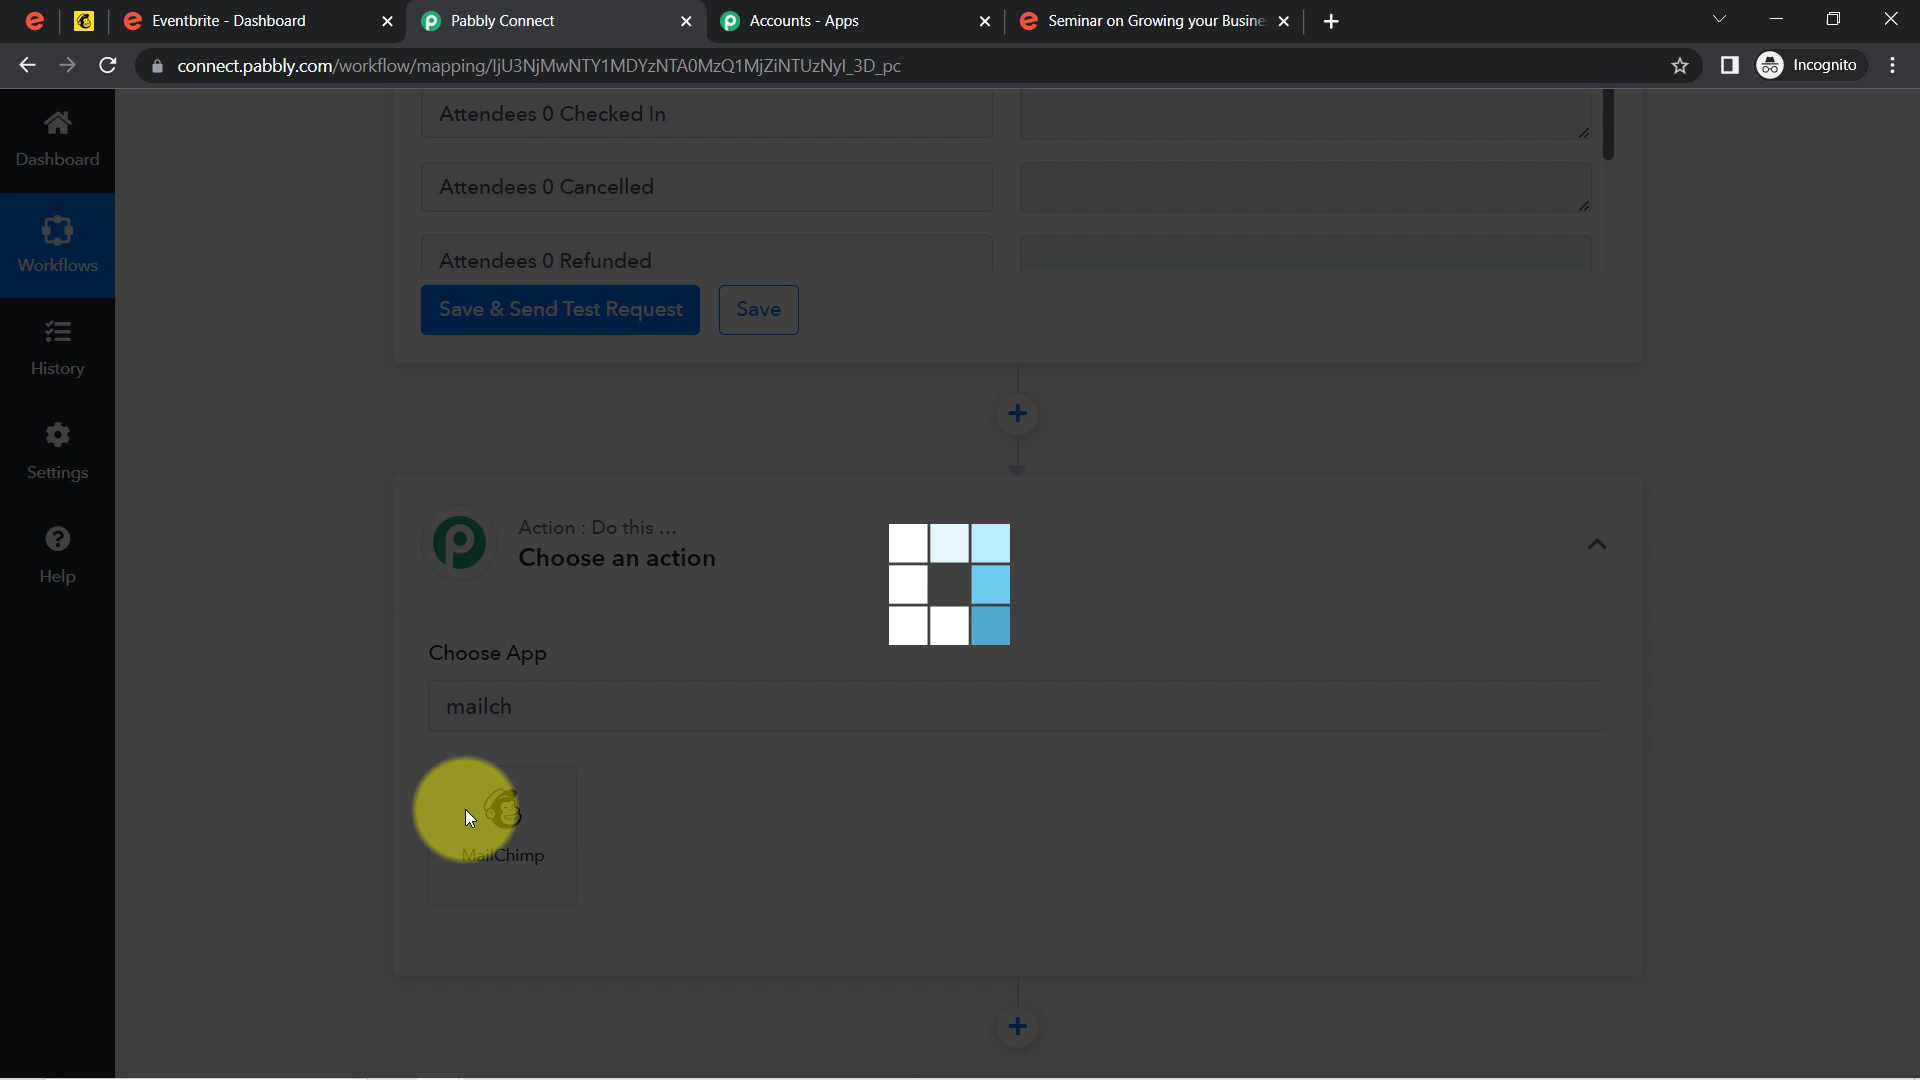 Eventbrite - Dashboard
Pabbly Connect
Accounts - Apps
Seminar on Growing your Busine
connect.pabbly.com/workflow/mapping/IjU3NjMwNTY1MDYzNTA0MzQ1MjZiNTUzNyI_3D_pc
Incognito
Dashboard
Workflows
History
Settings
Help
Attendees 0 Checked In
Attendees 0 Cancelled
Attendees 0 Refunded
Save & Send Test Request
Save
Action : Do this ...
Choose an action
Choose App
mailch
MailChimp